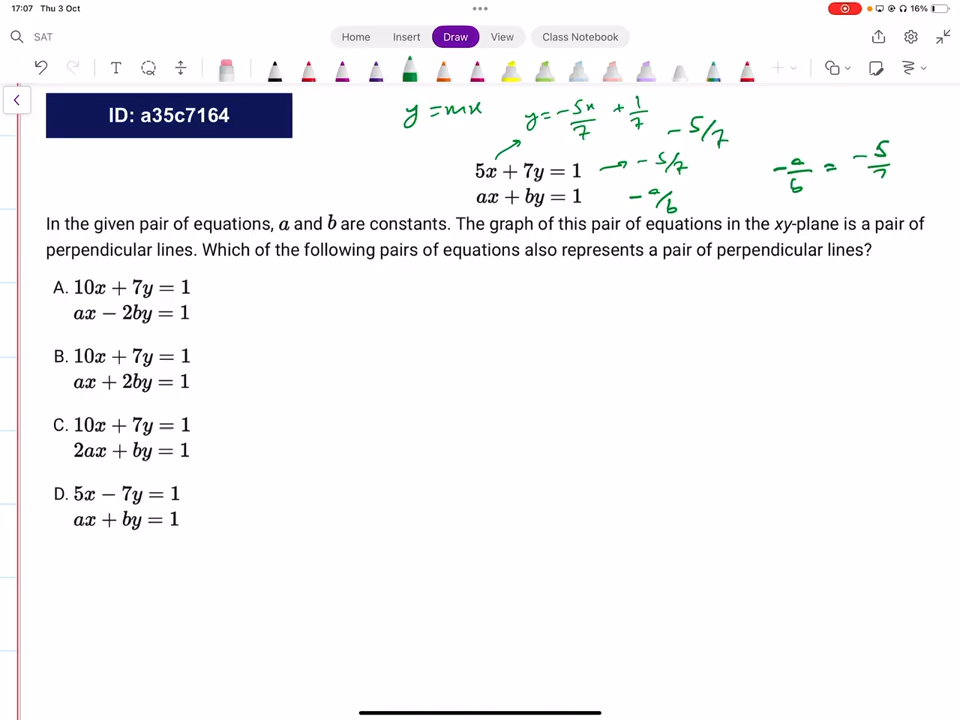 17:07 Thu 3 Oct
16%
SAT
Home Insert Draw View Class Notebook
T
ID: a35c7164
y = mx
y = -5x/7 + 1/7
-5/7
5x + 7y = 1 → -5/7
ax + by = 1 -a/b
-a/b = -5/7
In the given pair of equations, a and b are constants. The graph of this pair of equations in the xy-plane is a pair of
perpendicular lines. Which of the following pairs of equations also represents a pair of perpendicular lines?
A. 10x + 7y = 1
ax − 2by = 1
B. 10x + 7y = 1
ax + 2by = 1
C. 10x + 7y = 1
2ax + by = 1
D. 5x − 7y = 1
ax + by = 1